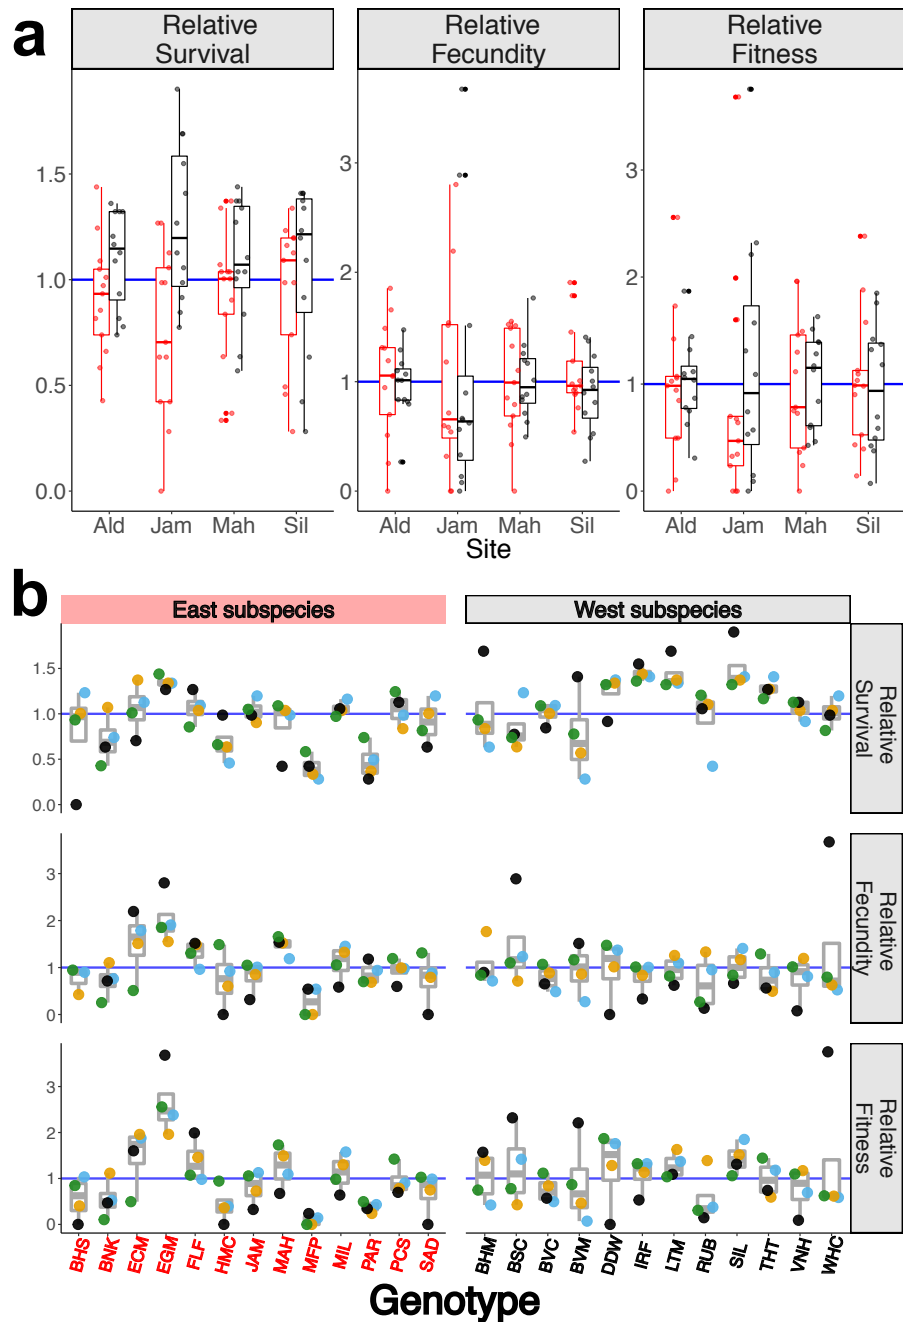 a
Relative
Survival
Relative
Fecundity
Relative
Fitness
1.5
1.0
0.5
0.0
3
2
1
0
3
2
1
0
Ald Jam Mah Sil
Ald Jam Mah Sil
Ald Jam Mah Sil
Site
b
East subspecies
West subspecies
1.5
1.0
0.5
0.0
Relative
Survival
3
2
1
0
Relative
Fecundity
3
2
1
0
Relative
Fitness
BHS BNK ECM EGM FLF HMC JAM MAH MFP MIL PAR PCS SAD
BHM BSC BVC BVM DDW IRF LTM RUB SIL THT VNH WHC
Genotype